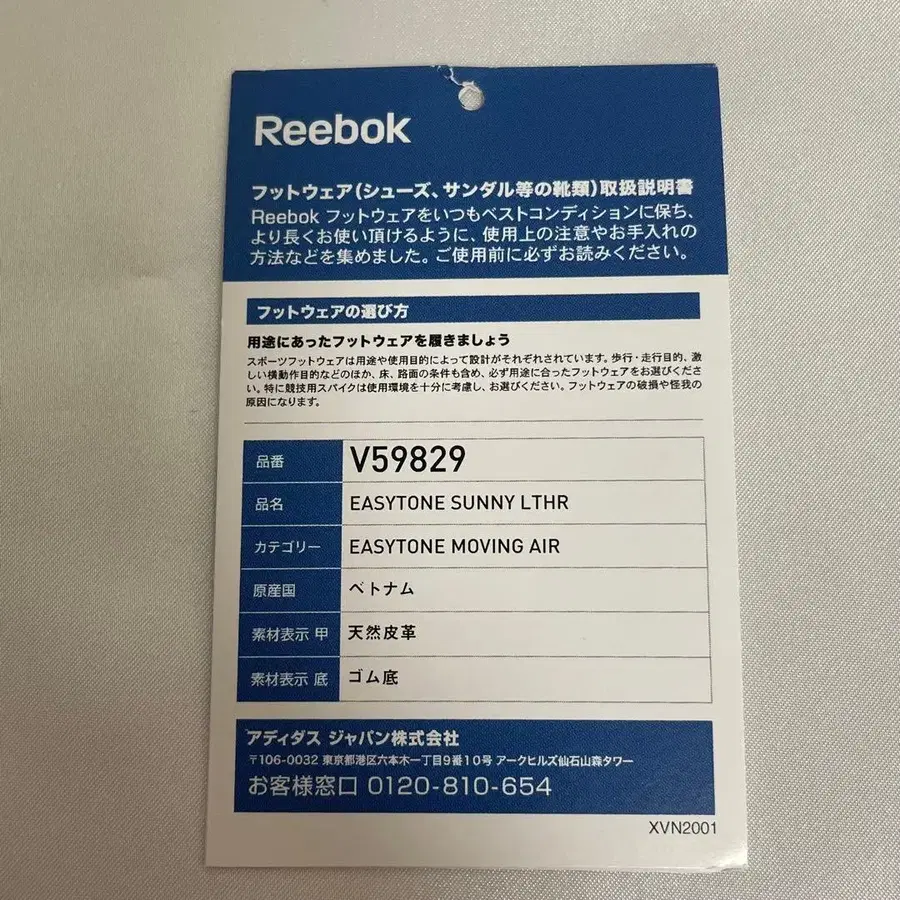 Reebok
フットウェア(シューズ、サンダル等の靴類)取扱説明書
Reebok フットウェアをいつもベストコンディションに保ち、
より長くお使い頂けるように、使用上の注意やお手入れの
方法などを集めました。ご使用前に必ずお読みください。
フットウェアの選び方
用途にあったフットウェアを履きましょう
スポーツフットウェアは用途や使用目的によって設計がそれぞれされています。歩行・走行目的、激
しい横動作目的などのほか、床、路面の条件も含め、必ず用途に合ったフットウェアをお選びくださ
い。特に競技用スパイクは使用環境を十分に考慮し、お選びください。フットウェアの破損や怪我の
原因になります。
品番 V59829
品名 EASYTONE SUNNY LTHR
カテゴリー EASYTONE MOVING AIR
原産国 ベトナム
素材表示 甲 天然皮革
素材表示 底 ゴム底
アディダス ジャパン株式会社
〒106-0032 東京都港区六本木一丁目9番10号 アークヒルズ仙石山森タワー
お客様窓口 0120-810-654
XVN2001